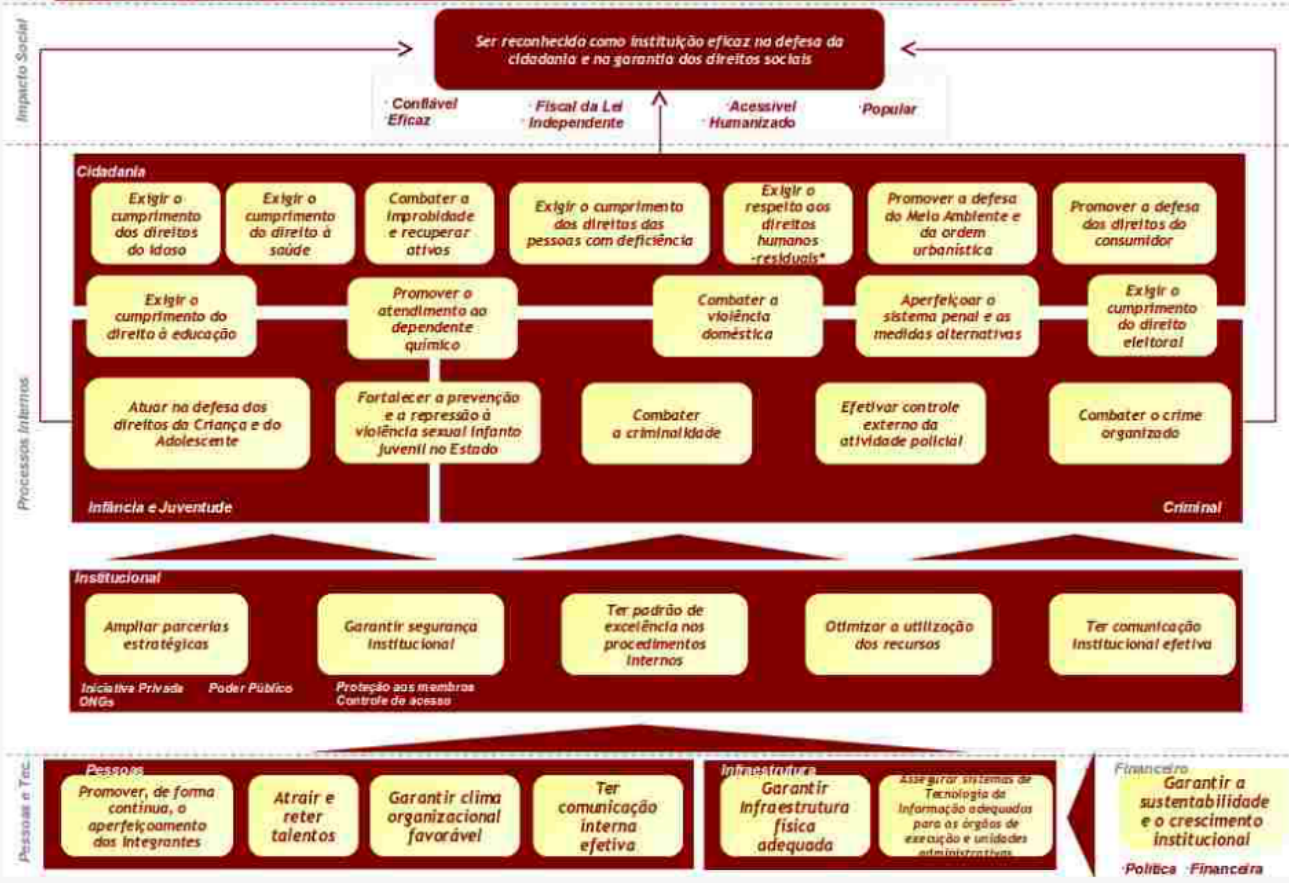 Impacto Social
Ser reconhecido como instituição eficaz na defesa da
cidadania e na garantia dos direitos sociais
· Confiável
·Eficaz
· Fiscal da Lei
· Independente
· Acessível
· Humanizado
· Popular
Processos Internos
Cidadania
Exigir o
cumprimento
dos direitos
do idoso
Exigir o
cumprimento
do direito à
saúde
Combater a
improbidade
e recuperar
ativos
Exigir o cumprimento
dos direitos das
pessoas com deficiência
Exigir o
respeito aos
direitos
humanos
-residuais*
Promover a defesa
do Meio Ambiente e
da ordem
urbanística
Promover a defesa
dos direitos do
consumidor
Exigir o
cumprimento do
direito à educação
Promover o
atendimento ao
dependente
químico
Combater a
violência
doméstica
Aperfeiçoar o
sistema penal e as
medidas alternativas
Exigir o
cumprimento
do direito
eleitoral
Atuar na defesa dos
direitos da Criança e do
Adolescente
Fortalecer a prevenção
e a repressão à
violência sexual infanto
juvenil no Estado
Combater
a criminalidade
Efetivar controle
externo da
atividade policial
Combater o crime
organizado
Infância e Juventude
Criminal
Institucional
Ampliar parcerias
estratégicas
Garantir segurança
Institucional
Ter padrão de
excelência nos
procedimentos
internos
Otimizar a utilização
dos recursos
Ter comunicação
Institucional efetiva
Iniciativa Privada Poder Público
ONGs
Proteção aos membros
Controle de acesso
Pessoas e Tec.
Pessoas
Promover, de forma
contínua, o
aperfeiçoamento
dos integrantes
Atrair e
reter
talentos
Garantir clima
organizacional
favorável
Ter
comunicação
interna
efetiva
Infraestrutura
Garantir
Infraestrutura
física
adequada
Assegurar sistemas de
Tecnologia da
Informação adequados
para os órgãos de
execução e unidades
administrativas
Financeiro
Garantir a
sustentabilidade
e o crescimento
institucional
·Política ·Financeira